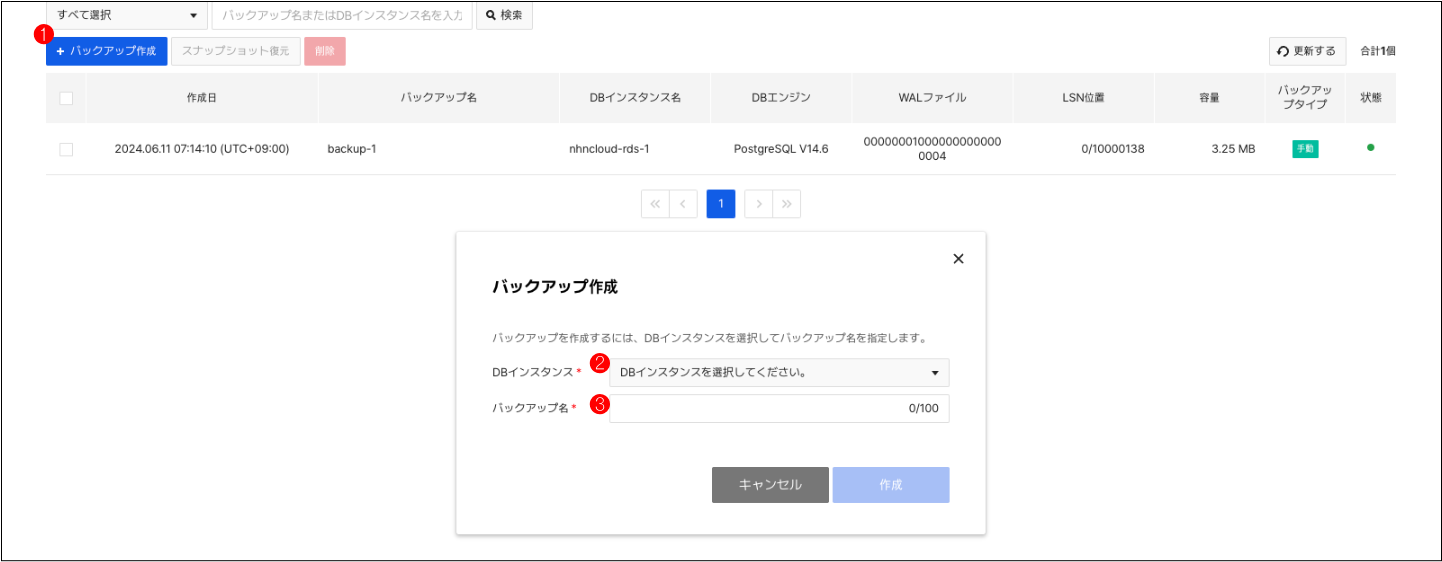 すべて選択 バックアップ名またはDBインスタンス名を入力 検索
1
+ バックアップ作成 スナップショット復元 削除 更新する 合計1個
作成日 バックアップ名 DBインスタンス名 DBエンジン WALファイル LSN位置 容量 バックアッ
プタイプ 状態
2024.06.11 07:14:10 (UTC+09:00) backup-1 nhncloud-rds-1 PostgreSQL V14.6 00000001000000000000
0004 0/10000138 3.25 MB 手動
1
バックアップ作成
バックアップを作成するには、DBインスタンスを選択してバックアップ名を指定します。
DBインスタンス * 2 DBインスタンスを選択してください。
バックアップ名 * 3 0/100
キャンセル 作成